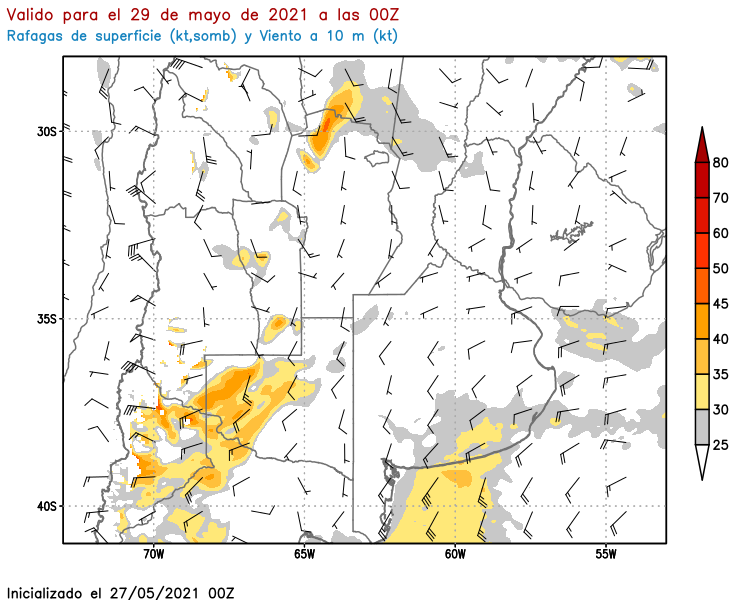 Valido para el 29 de mayo de 2021 a las 00Z
Rafagas de superficie (kt,somb) y Viento a 10 m (kt)
30S
35S
40S
70W
65W
60W
55W
80
70
60
50
45
40
35
30
25
Inicializado el 27/05/2021 00Z